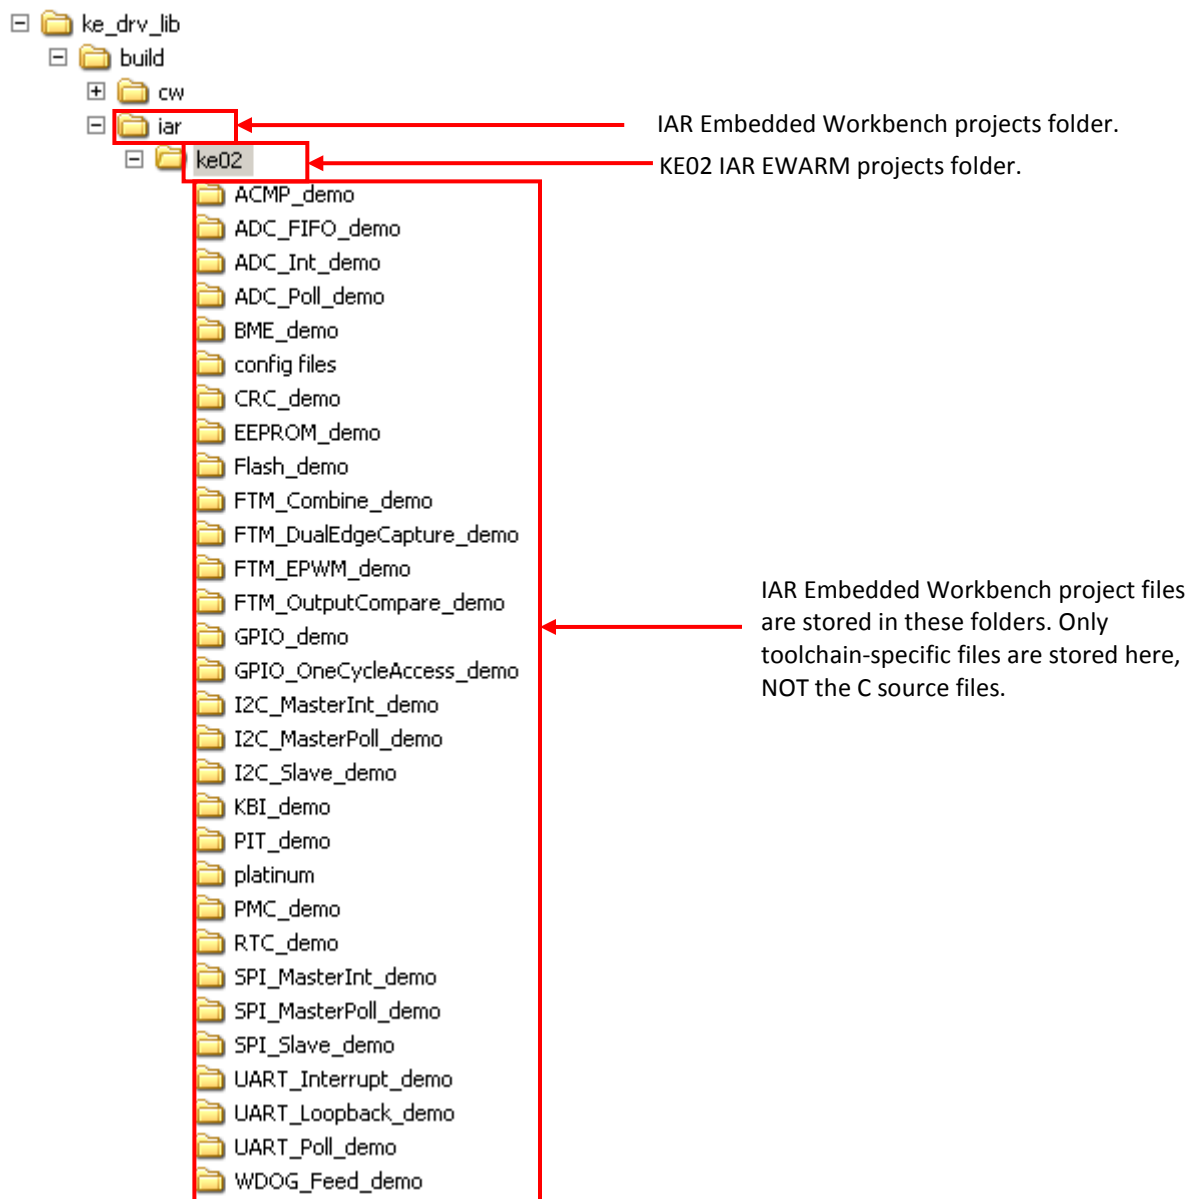 ke_drv_lib
build
cw
iar
IAR Embedded Workbench projects folder.
ke02
KE02 IAR EWARM projects folder.
ACMP_demo
ADC_FIFO_demo
ADC_Int_demo
ADC_Poll_demo
BME_demo
config files
CRC_demo
EEPROM_demo
Flash_demo
FTM_Combine_demo
FTM_DualEdgeCapture_demo
FTM_EPWM_demo
FTM_OutputCompare_demo
GPIO_demo
GPIO_OneCycleAccess_demo
I2C_MasterInt_demo
I2C_MasterPoll_demo
I2C_Slave_demo
KBI_demo
PIT_demo
platinum
PMC_demo
RTC_demo
SPI_MasterInt_demo
SPI_MasterPoll_demo
SPI_Slave_demo
UART_Interrupt_demo
UART_Loopback_demo
UART_Poll_demo
WDOG_Feed_demo
IAR Embedded Workbench project files
are stored in these folders. Only
toolchain-specific files are stored here,
NOT the C source files.